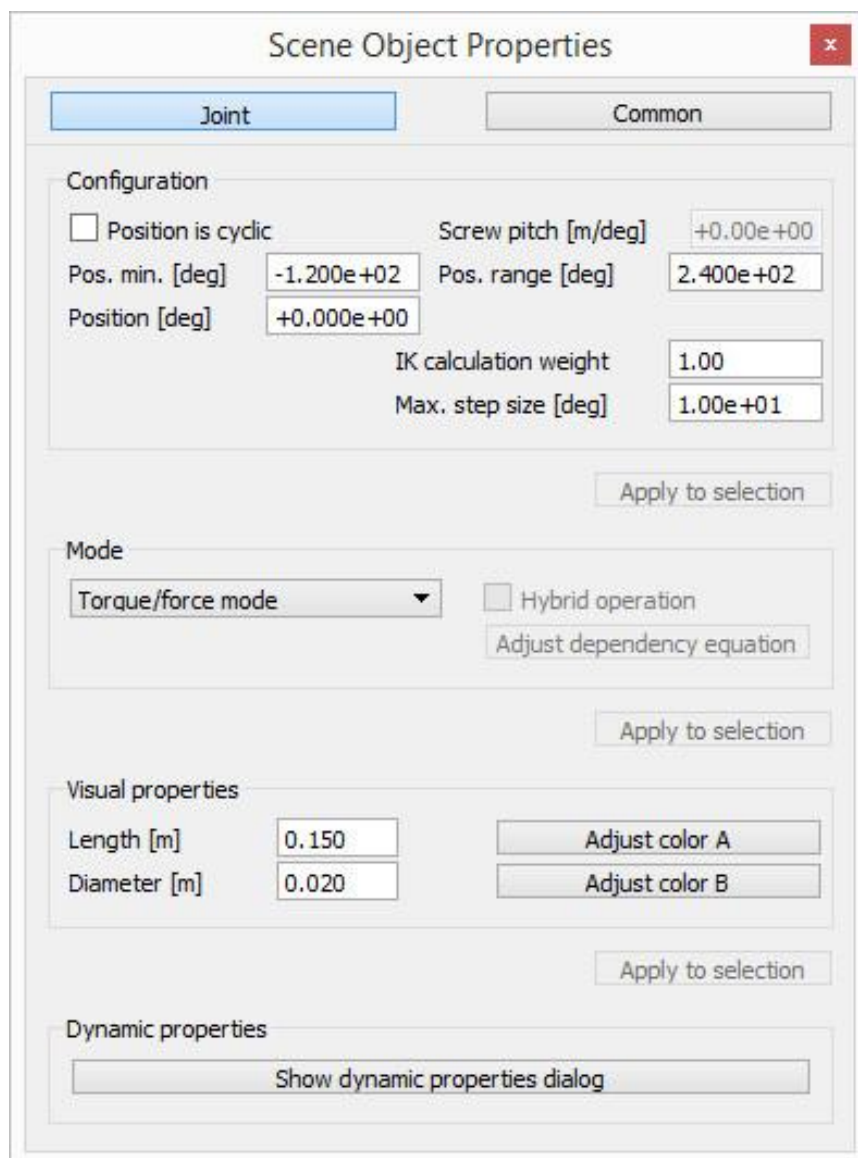 Scene Object Properties x
Joint Common
Configuration
Position is cyclic Screw pitch [m/deg] +0.00e+00
Pos. min. [deg] -1.200e+02 Pos. range [deg] 2.400e+02
Position [deg] +0.000e+00
IK calculation weight 1.00
Max. step size [deg] 1.00e+01
Apply to selection
Mode
Torque/force mode Hybrid operation
Adjust dependency equation
Apply to selection
Visual properties
Length [m] 0.150 Adjust color A
Diameter [m] 0.020 Adjust color B
Apply to selection
Dynamic properties
Show dynamic properties dialog